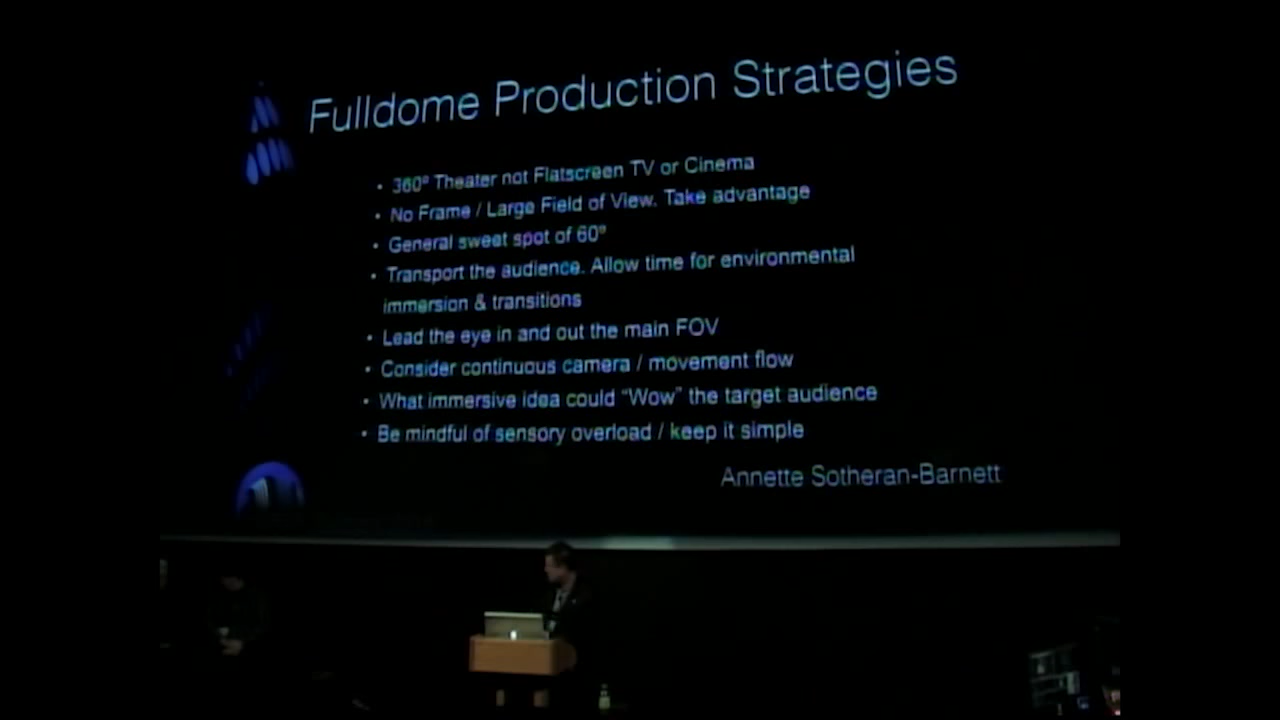 Fulldome Production Strategies
• 360º Theater not Flatscreen TV or Cinema
• No Frame / Large Field of View. Take advantage
• General sweet spot of 60º
• Transport the audience. Allow time for environmental
immersion & transitions
• Lead the eye in and out the main FOV
• Consider continuous camera / movement flow
• What immersive idea could “Wow” the target audience
• Be mindful of sensory overload / keep it simple
Annette Sotheran-Barnett